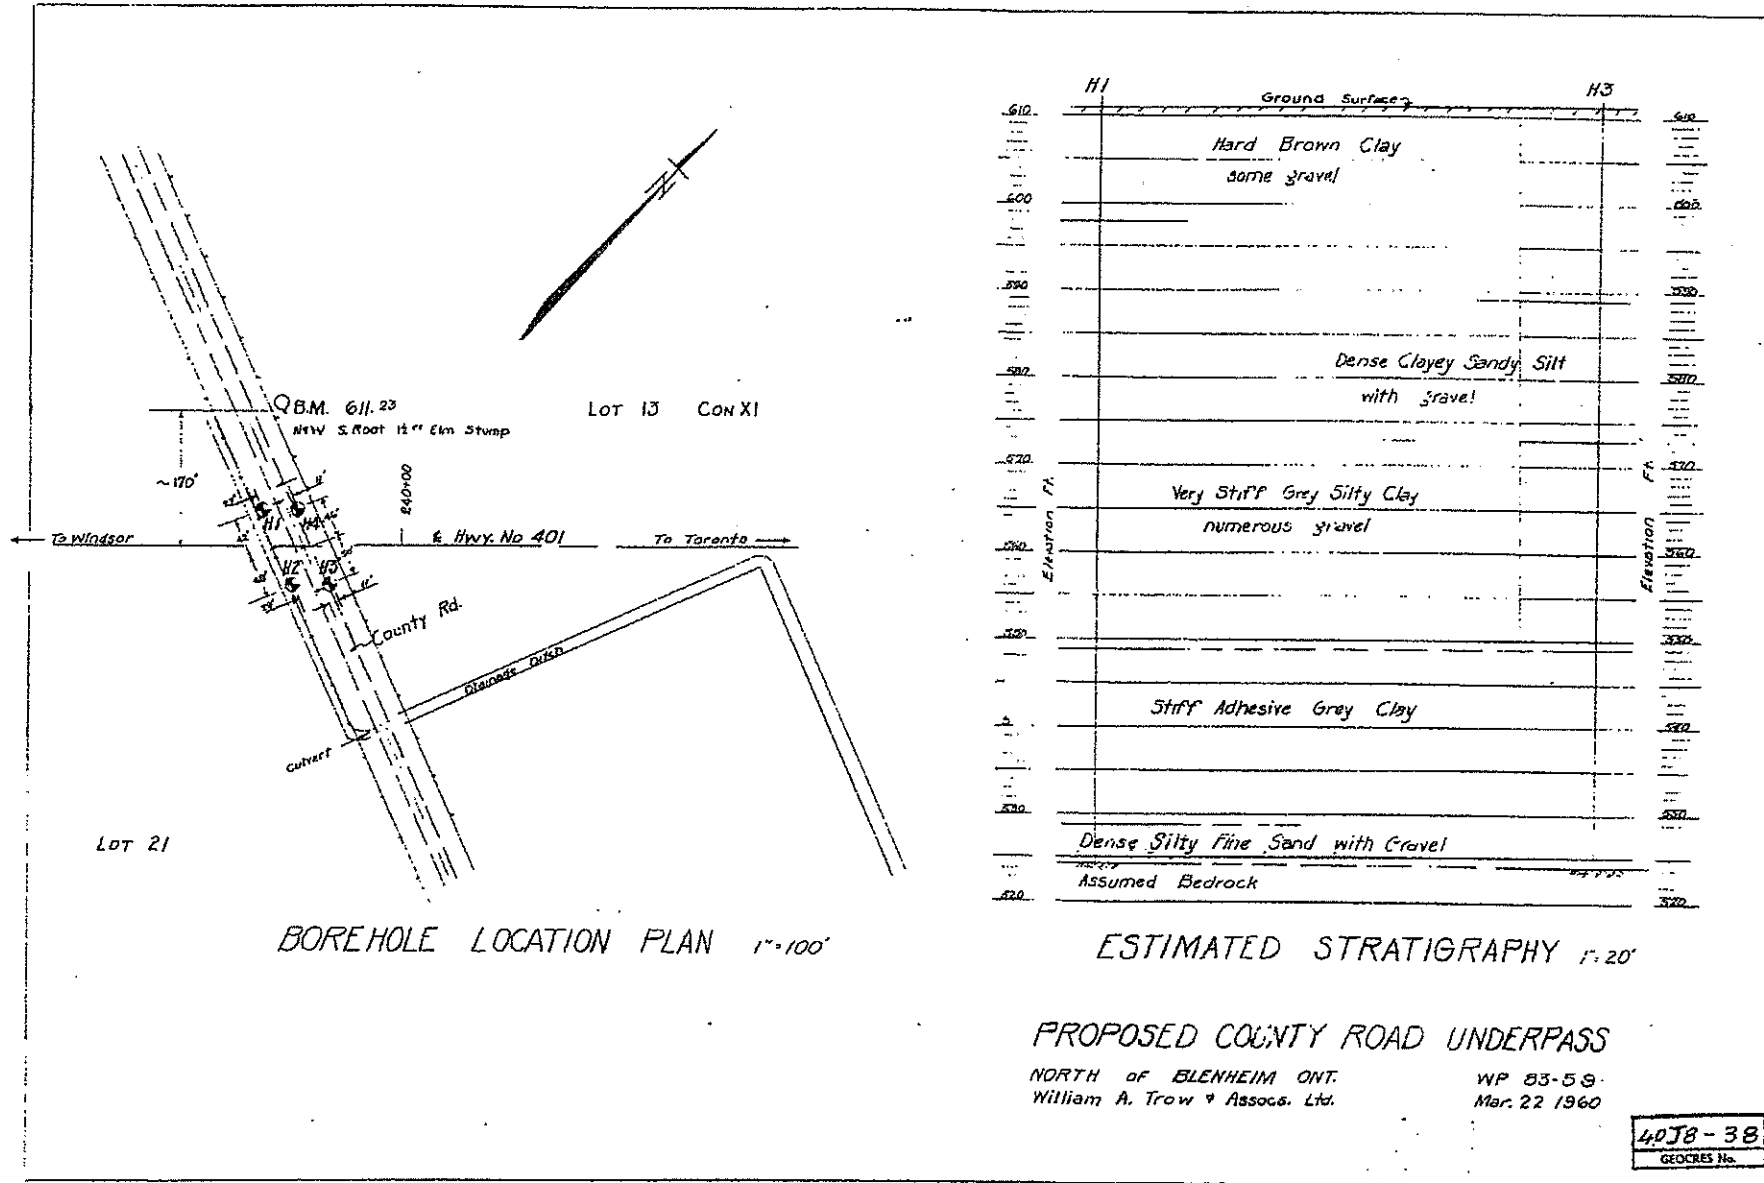 H1
H3
Ground Surface
610
610
Hard Brown Clay
some gravel
600
600
590
590
Dense Clayey Sandy Silt
with gravel
580
580
570
570
Very Stiff Grey Silty Clay
numerous gravel
Elevation Ft.
Elevation Ft.
560
560
550
550
Stiff Adhesive Grey Clay
540
530
530
Dense Silty Fine Sand with Gravel
Assumed Bedrock
520
520
B.M. 611.23
N&W S. Root 12" Elm Stump
LOT 13 CON XI
~170'
240+00
H1
H4
To Windsor
℄ Hwy. No 401
To Toronto
H2
H3
11'
County Rd.
Drainage Ditch
Culvert
LOT 21
BOREHOLE LOCATION PLAN 1"=100'
ESTIMATED STRATIGRAPHY 1"=20'
PROPOSED COUNTY ROAD UNDERPASS
NORTH OF BLENHEIM ONT.
WP 83-59
William A. Trow & Assocs. Ltd.
Mar. 22 1960
40J8-38
GEOCRES No.